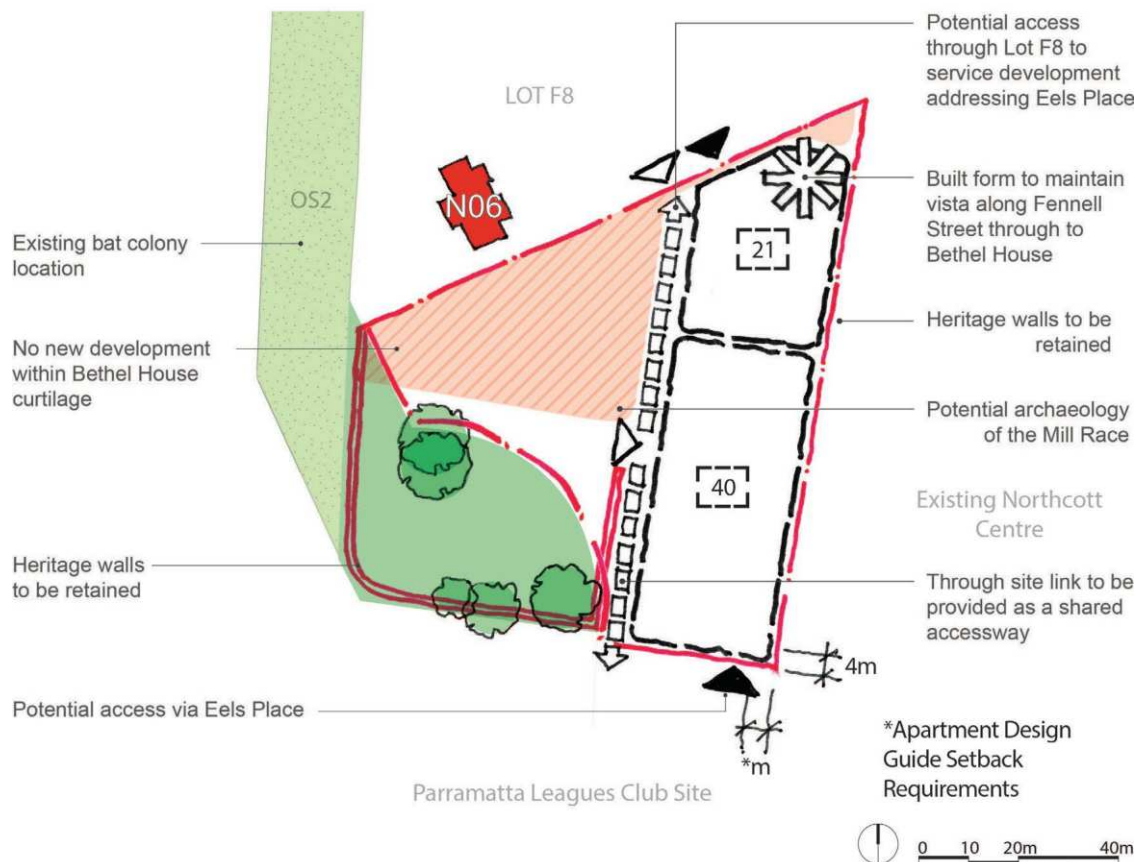 Potential access
through Lot F8 to
service development
addressing Eels Place
LOT F8
Built form to maintain
vista along Fennell
Street through to
Bethel House
N06
OS2
Existing bat colony
location
21
Heritage walls to be
retained
No new development
within Bethel House
curtilage
Potential archaeology
of the Mill Race
40
Existing Northcott
Centre
Heritage walls
to be retained
Through site link to be
provided as a shared
accessway
4m
Potential access via Eels Place
*m
*Apartment Design
Guide Setback
Requirements
Parramatta Leagues Club Site
0 10 20m 40m